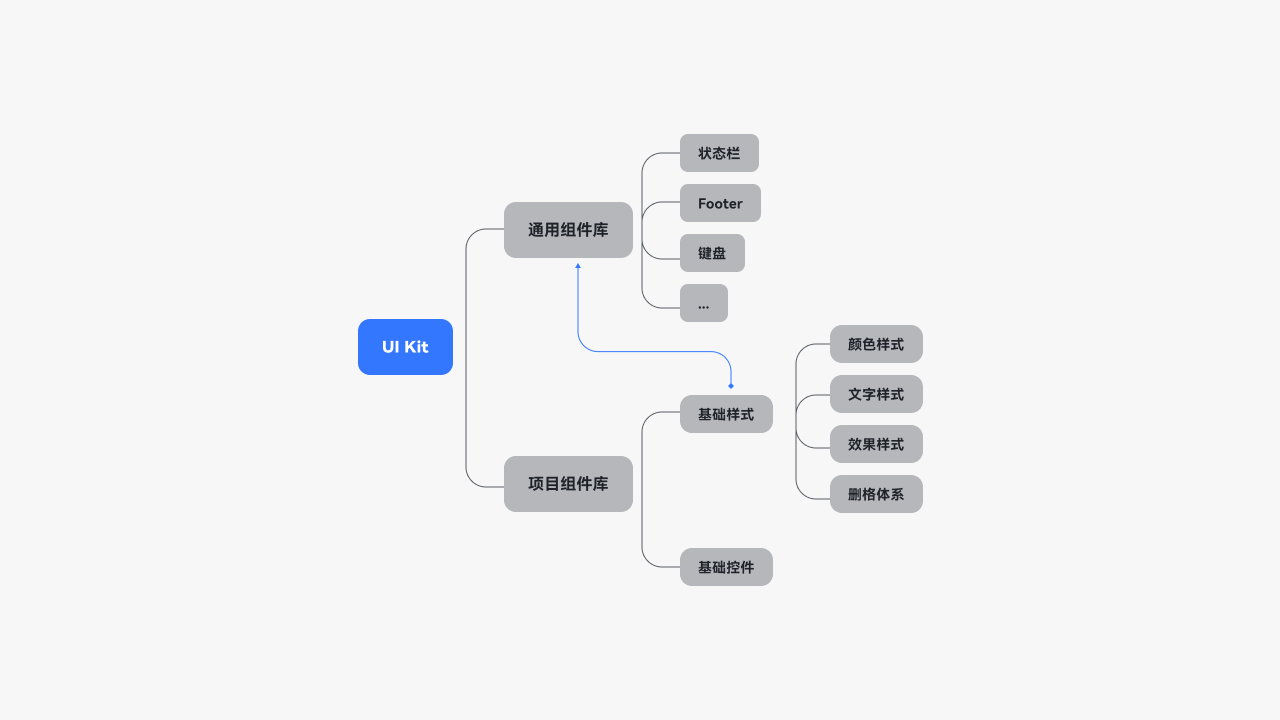 UI Kit
通用组件库
状态栏
Footer
键盘
...
项目组件库
基础样式
颜色样式
文字样式
效果样式
删格体系
基础控件